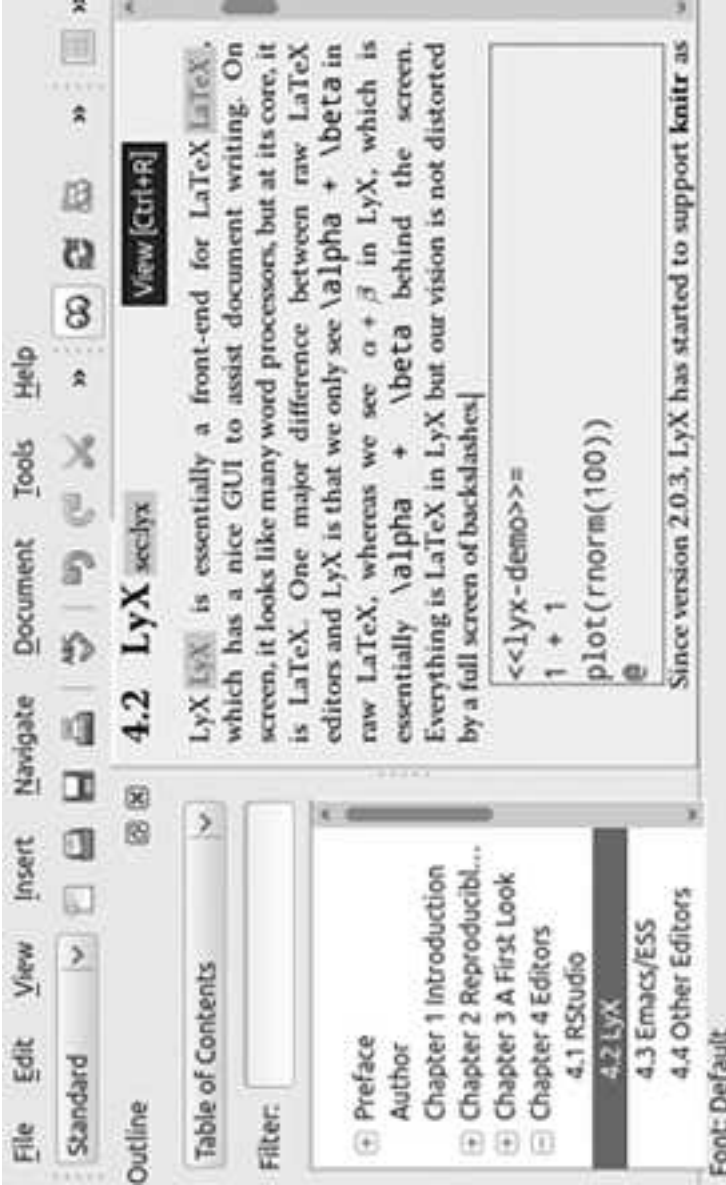 File Edit View Insert Navigate Document Tools Help
Standard ABC » »
View [Ctrl+R]
Outline
Table of Contents
Filter:
Preface
Author
Chapter 1 Introduction
Chapter 2 Reproducibl...
Chapter 3 A First Look
Chapter 4 Editors
4.1 RStudio
4.2 LyX
4.3 Emacs/ESS
4.4 Other Editors
Font: Default
4.2 LyX sec:lyx
LyX LyX is essentially a front-end for LaTeX LaTeX,
which has a nice GUI to assist document writing. On
screen, it looks like many word processors, but at its core, it
is LaTeX. One major difference between raw LaTeX
editors and LyX is that we only see \alpha + \beta in
raw LaTeX, whereas we see α + β in LyX, which is
essentially \alpha + \beta behind the screen.
Everything is LaTeX in LyX but our vision is not distorted
by a full screen of backslashes.
<<lyx-demo>>=
1 + 1
plot(rnorm(100))
@
Since version 2.0.3, LyX has started to support knitr as